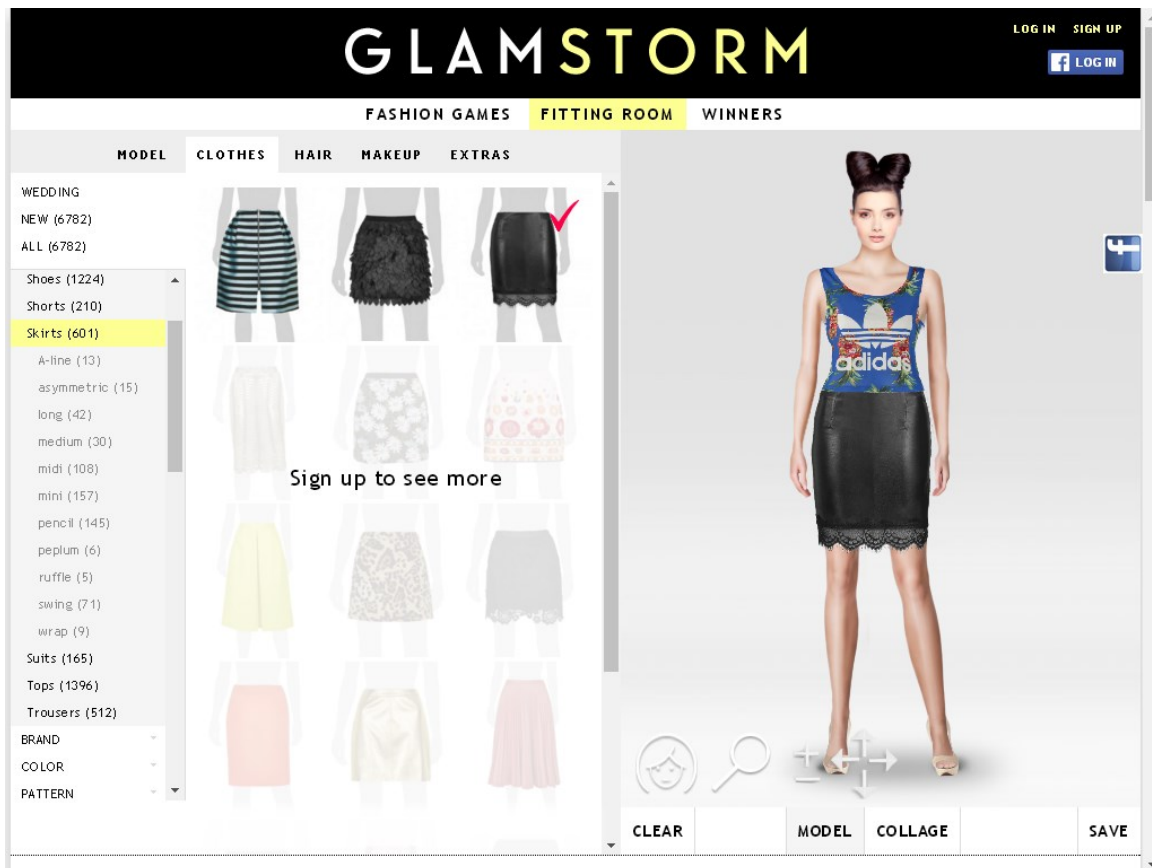 GLAMSTORM
LOG IN SIGN UP
f LOG IN
FASHION GAMES FITTING ROOM WINNERS
MODEL CLOTHES HAIR MAKEUP EXTRAS
WEDDING
NEW (6782)
ALL (6782)
Shoes (1224)
Shorts (210)
Skirts (601)
A-line (13)
asymmetric (15)
long (42)
medium (30)
midi (108)
mini (157)
pencil (145)
peplum (6)
ruffle (5)
swing (71)
wrap (9)
Suits (165)
Tops (1396)
Trousers (512)
BRAND
COLOR
PATTERN
Sign up to see more
adidas
f
CLEAR MODEL COLLAGE SAVE